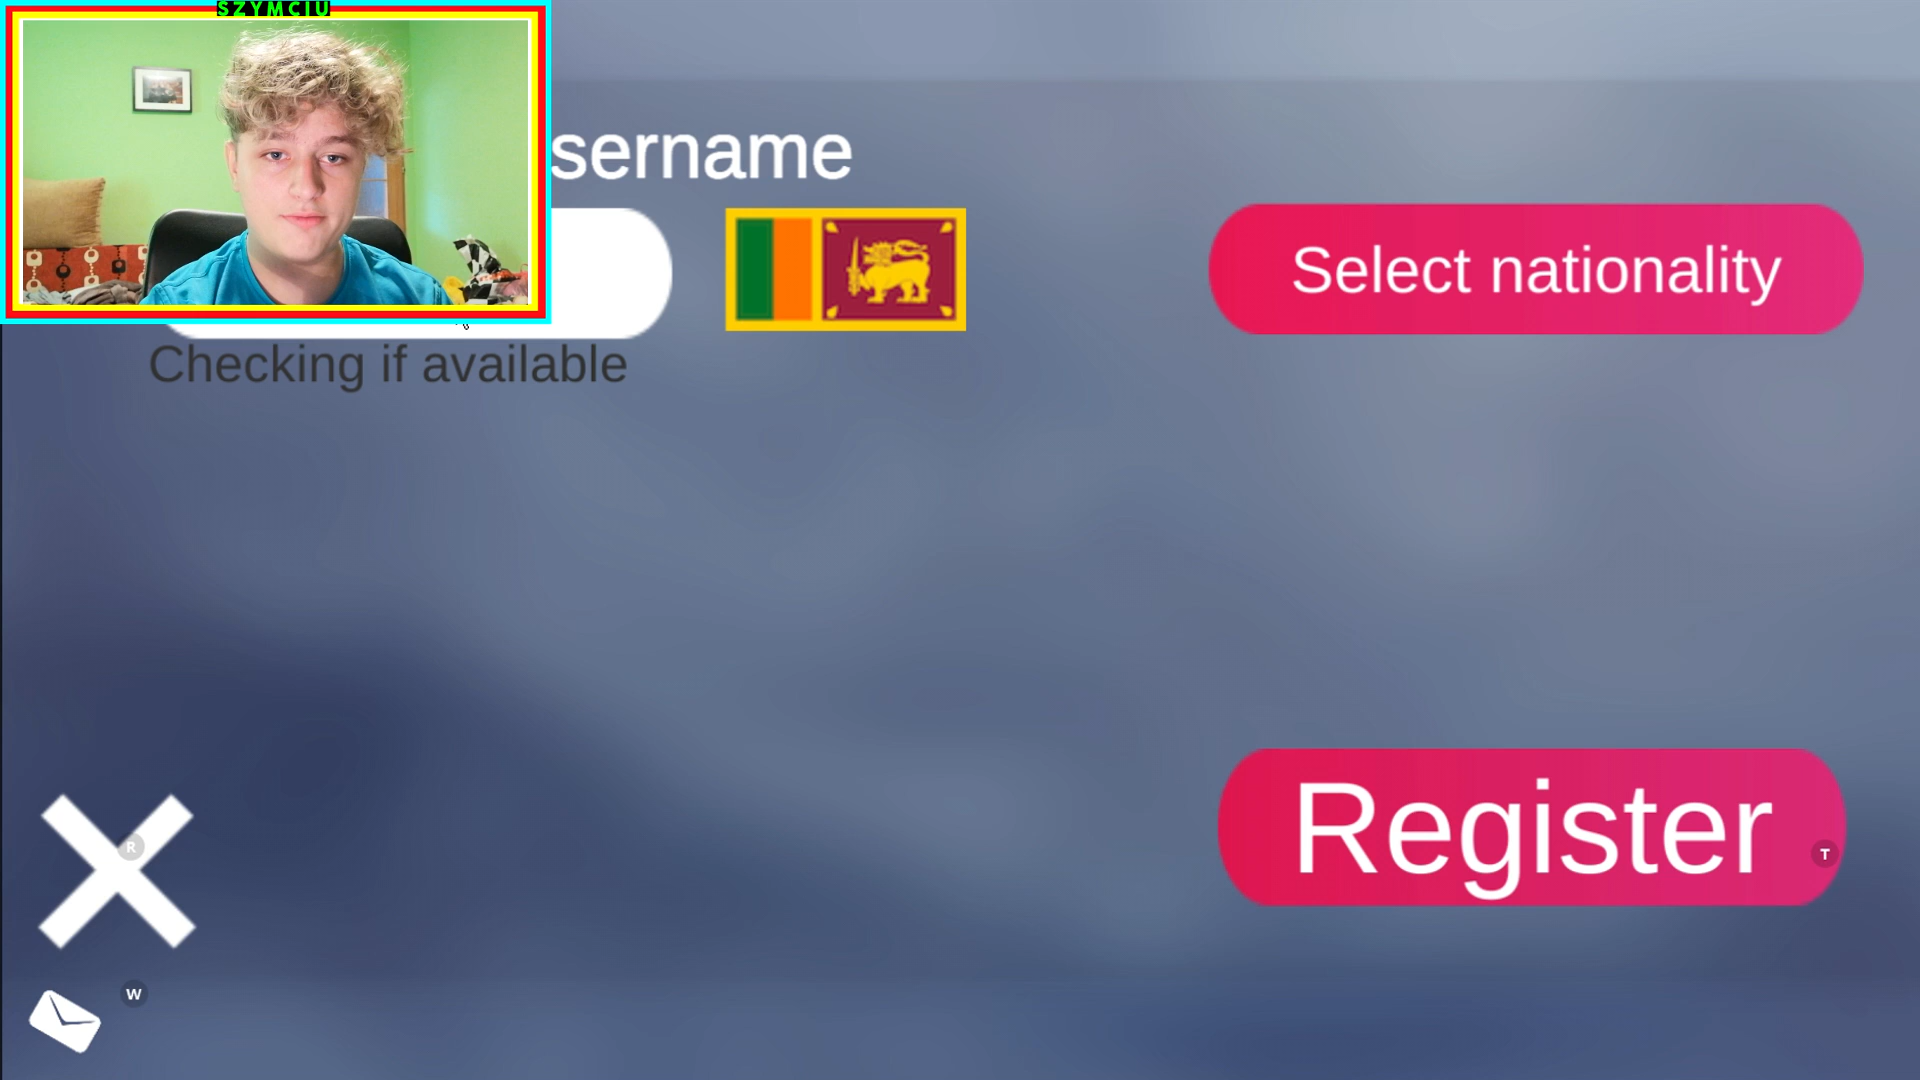 SZYMCIU
sername
Select nationality
Checking if available
Register
R
T
W